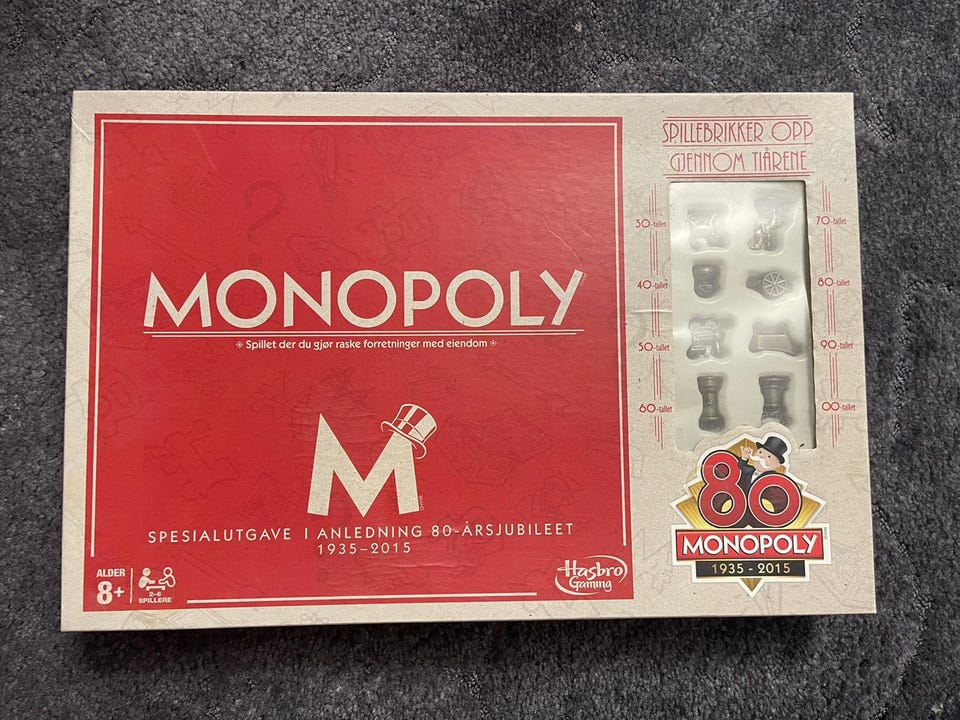 MONOPOLY
Spillet der du gjør raske forretninger med eiendom
M
SPESIALUTGAVE I ANLEDNING 80-ÅRSJUBILEET
1935–2015
ALDER
8+
2-6
SPILLERE
Hasbro
Gaming
SPILLEBRIKKER OPP
GJENNOM TIÅRENE
30-tallet
70-tallet
40-tallet
80-tallet
50-tallet
90-tallet
60-tallet
00-tallet
80
MONOPOLY
1935 - 2015